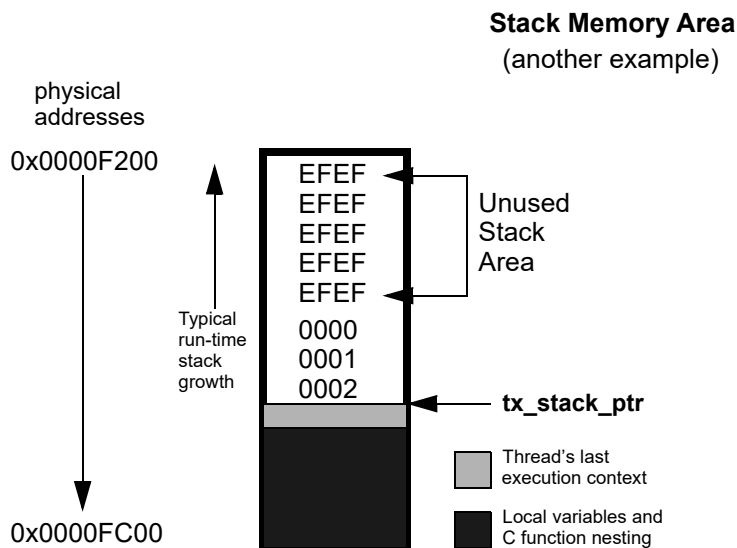 Stack Memory Area
(another example)
physical
addresses
0x0000F200
EFEF
EFEF
EFEF
EFEF
EFEF
Unused
Stack
Area
Typical
run-time
stack
growth
0000
0001
0002
tx_stack_ptr
Thread's last
execution context
Local variables and
C function nesting
0x0000FC00